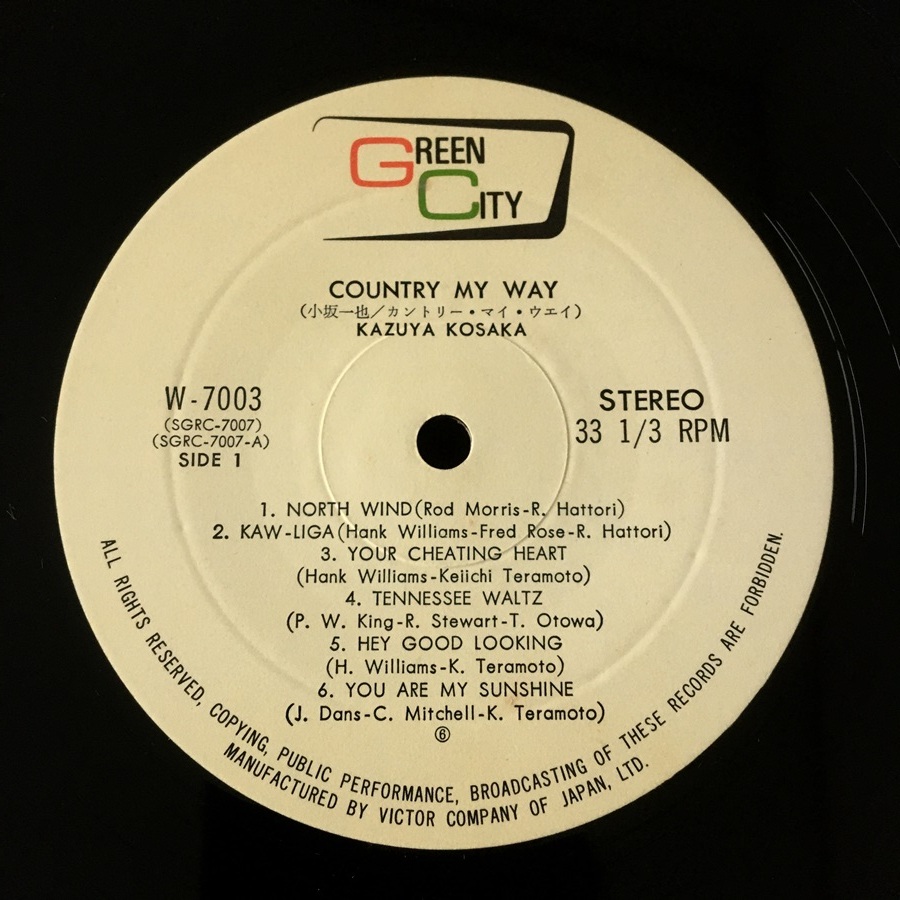 GREEN
CITY
COUNTRY MY WAY
(小坂一也/カントリー・マイ・ウエイ)
KAZUYA KOSAKA
W-7003
(SGRC-7007)
(SGRC-7007-A)
SIDE 1
STEREO
33 1/3 RPM
1. NORTH WIND(Rod Morris-R. Hattori)
2. KAW-LIGA(Hank Williams-Fred Rose-R. Hattori)
3. YOUR CHEATING HEART
(Hank Williams-Keiichi Teramoto)
4. TENNESSEE WALTZ
(P. W. King-R. Stewart-T. Otowa)
5. HEY GOOD LOOKING
(H. Williams-K. Teramoto)
6. YOU ARE MY SUNSHINE
(J. Dans-C. Mitchell-K. Teramoto)
⑥
ALL RIGHTS RESERVED, COPYING, PUBLIC PERFORMANCE, BROADCASTING OF THESE RECORDS ARE FORBIDDEN.
MANUFACTURED BY VICTOR COMPANY OF JAPAN, LTD.